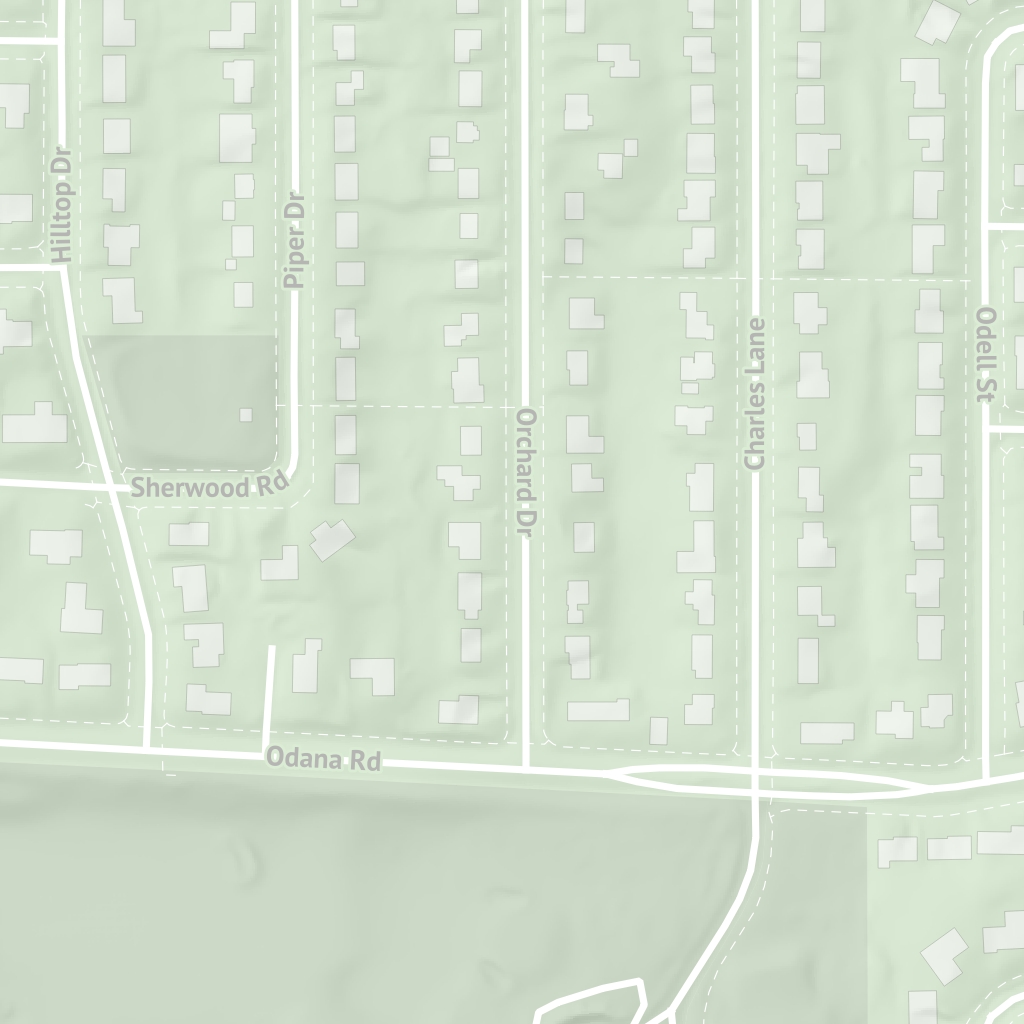 Hilltop Dr
Piper Dr
Charles Lane
Odell St
Orchard Dr
Sherwood Rd
Odana Rd